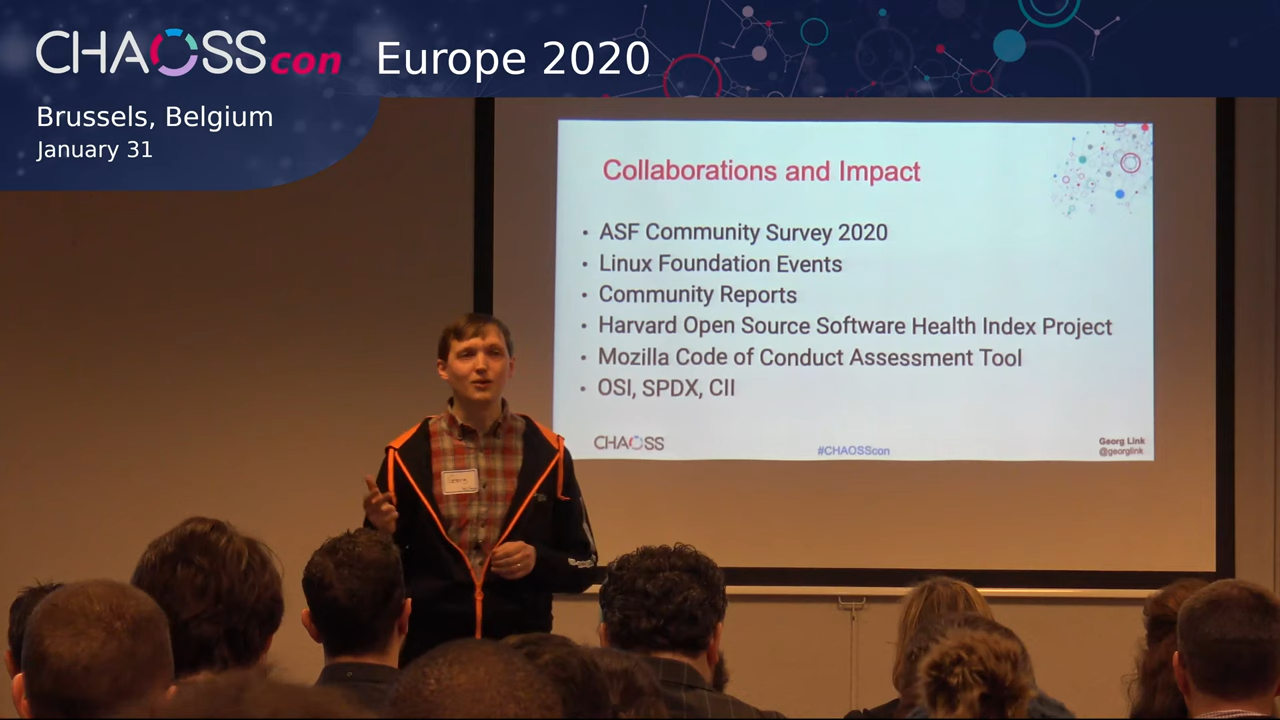 CHAOSScon Europe 2020
Brussels, Belgium
January 31
Collaborations and Impact
• ASF Community Survey 2020
• Linux Foundation Events
• Community Reports
• Harvard Open Source Software Health Index Project
• Mozilla Code of Conduct Assessment Tool
• OSI, SPDX, CII
CHAOSS
#CHAOSScon
Georg Link
@georglink